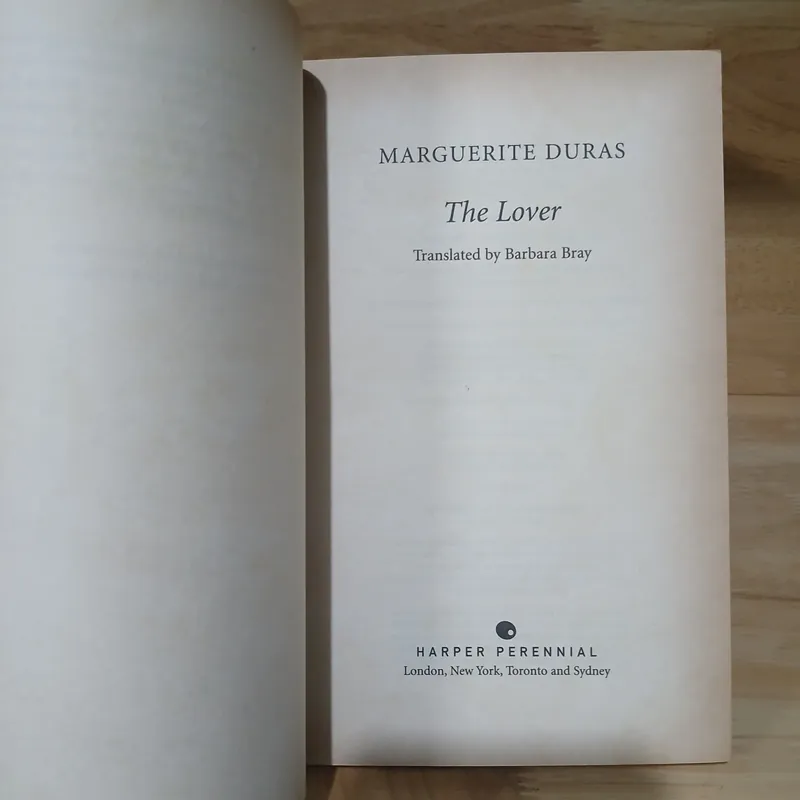 MARGUERITE DURAS
The Lover
Translated by Barbara Bray
HARPER PERENNIAL
London, New York, Toronto and Sydney